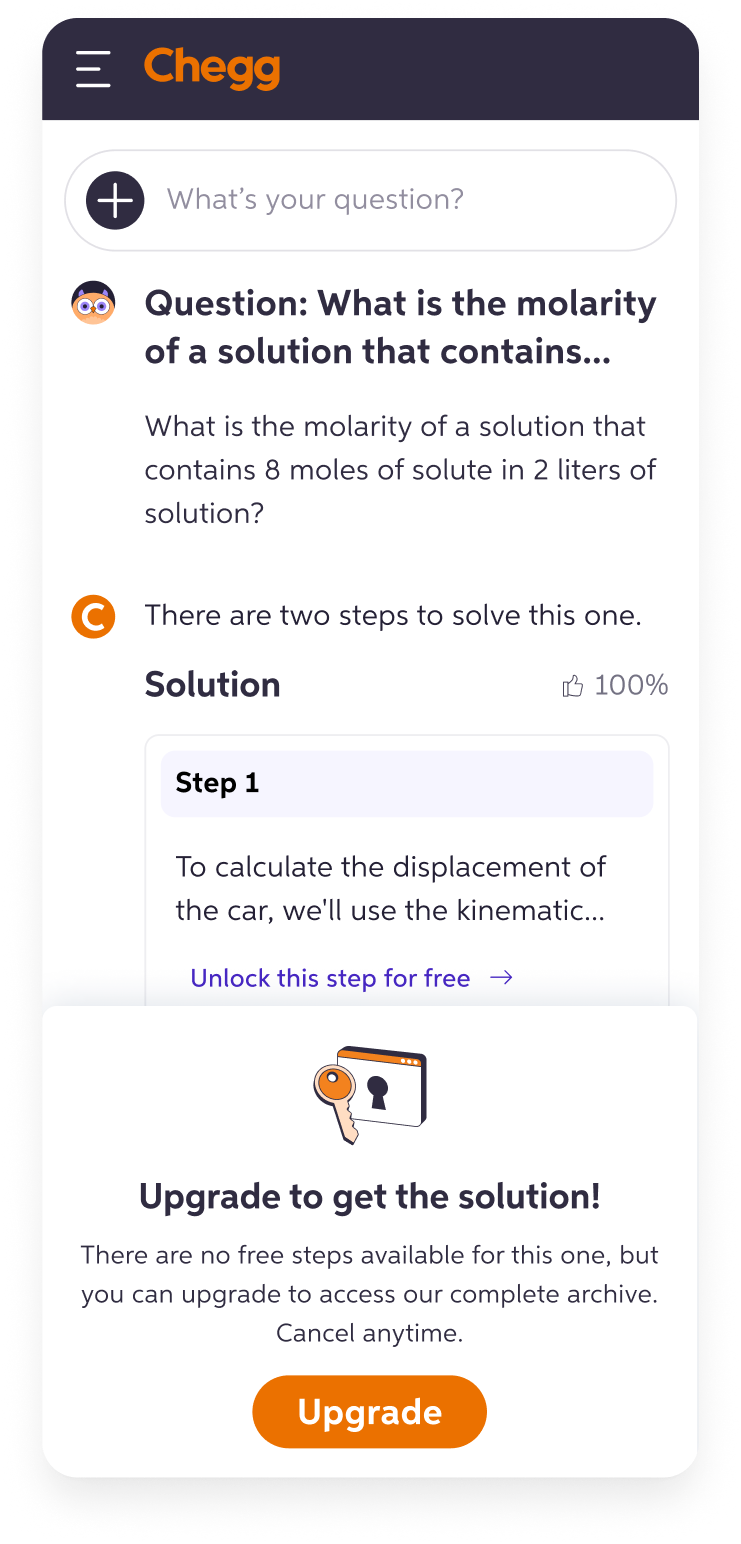 Chegg
What’s your question?
Question: What is the molarity
of a solution that contains...
What is the molarity of a solution that
contains 8 moles of solute in 2 liters of
solution?
C
There are two steps to solve this one.
Solution
100%
Step 1
To calculate the displacement of
the car, we'll use the kinematic...
Unlock this step for free →
Upgrade to get the solution!
There are no free steps available for this one, but
you can upgrade to access our complete archive.
Cancel anytime.
Upgrade